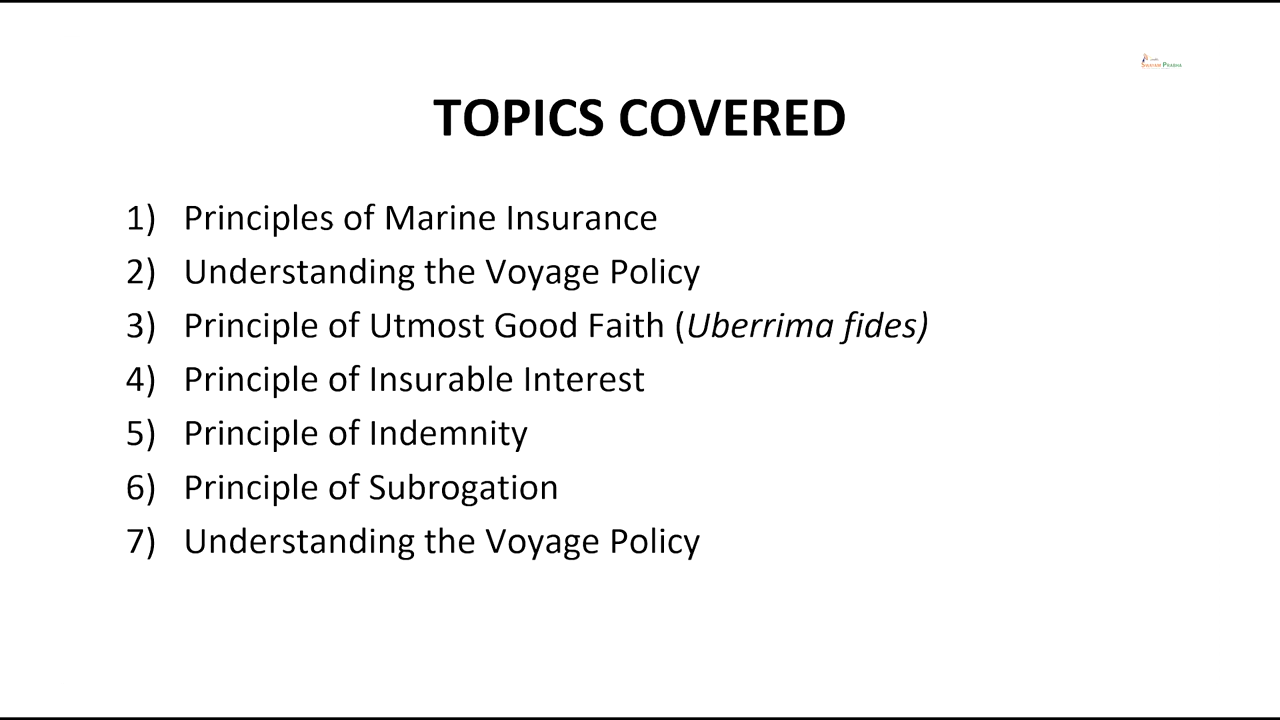 SWAYAM PRABHA
TOPICS COVERED
1) Principles of Marine Insurance
2) Understanding the Voyage Policy
3) Principle of Utmost Good Faith (Uberrima fides)
4) Principle of Insurable Interest
5) Principle of Indemnity
6) Principle of Subrogation
7) Understanding the Voyage Policy